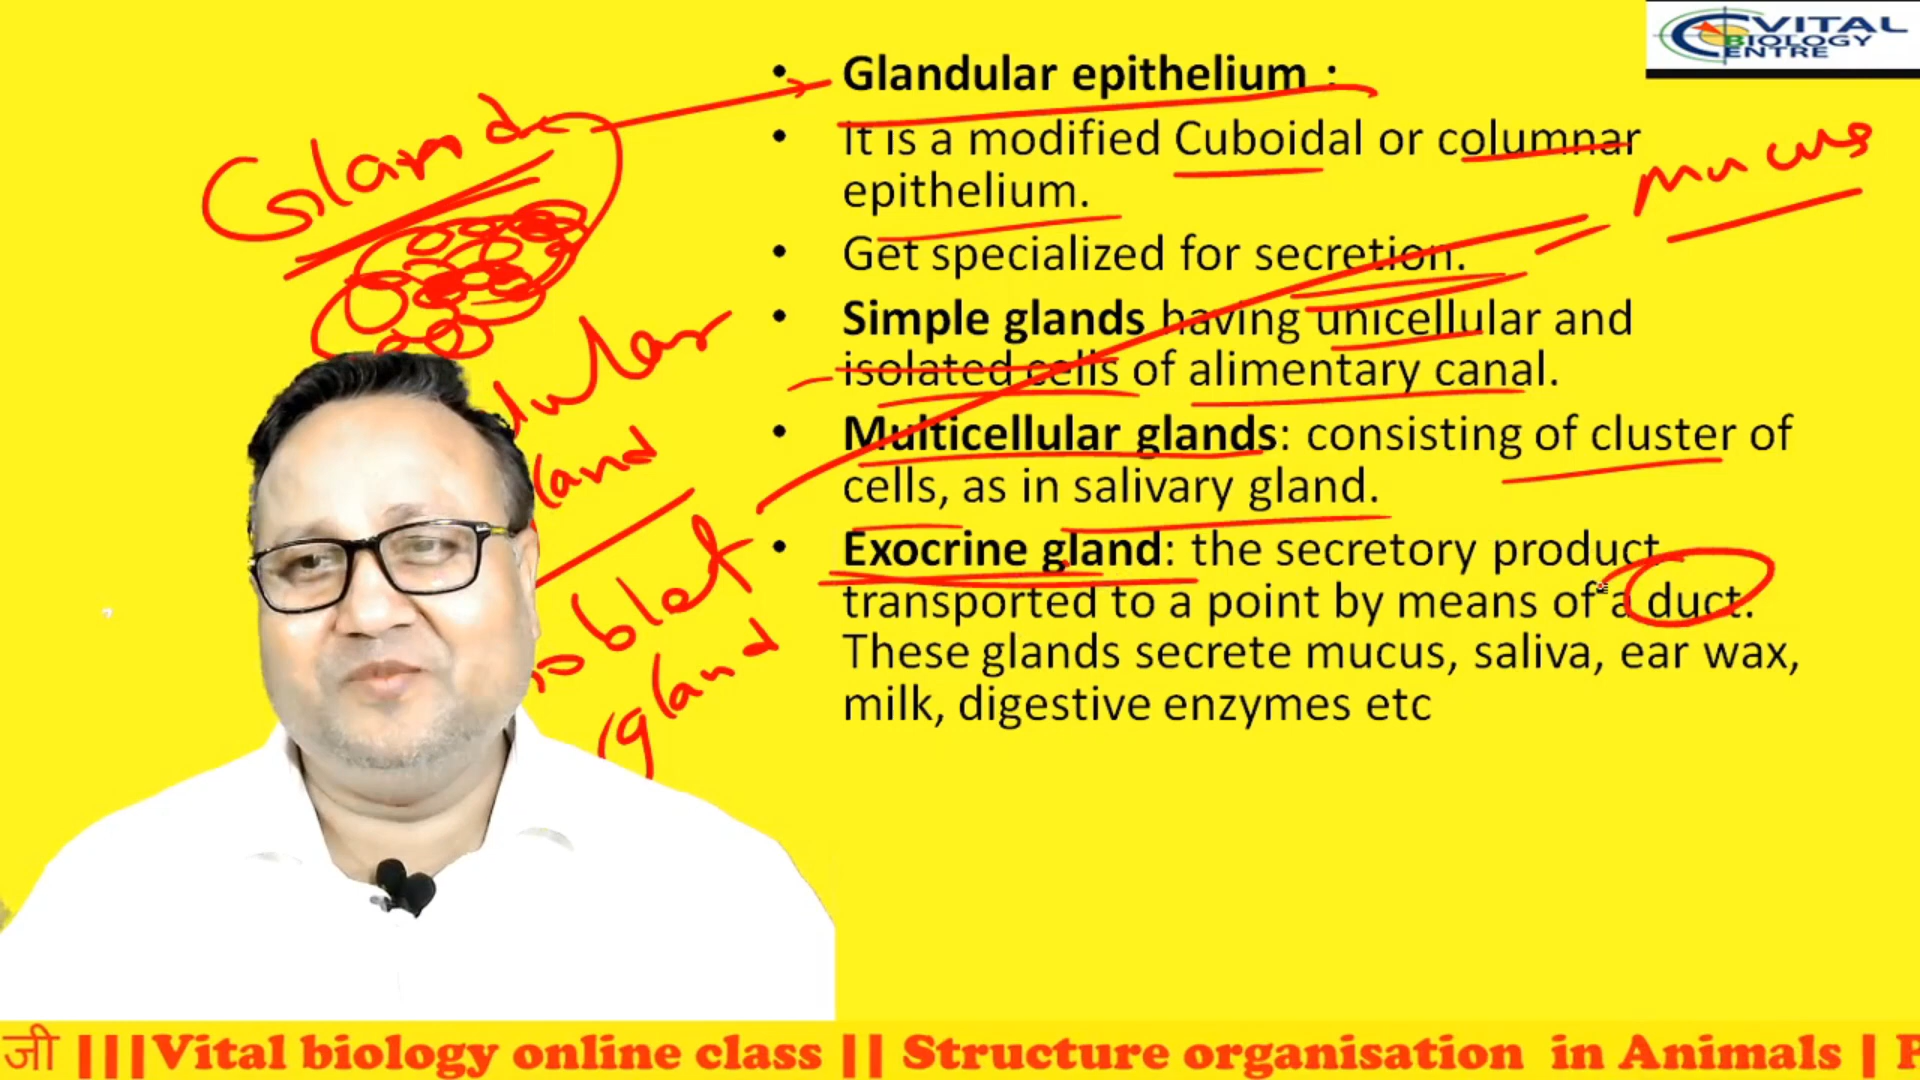 VITAL
BIOLOGY
CENTRE
• Glandular epithelium :
• It is a modified Cuboidal or columnar
epithelium.
• Get specialized for secretion.
• Simple glands having unicellular and
isolated cells of alimentary canal.
• Multicellular glands: consisting of cluster of
cells, as in salivary gland.
• Exocrine gland: the secretory product
transported to a point by means of a duct.
These glands secrete mucus, saliva, ear wax,
milk, digestive enzymes etc
Gland
mucus
gland
जी |||Vital biology online class || Structure organisation in Animals | P